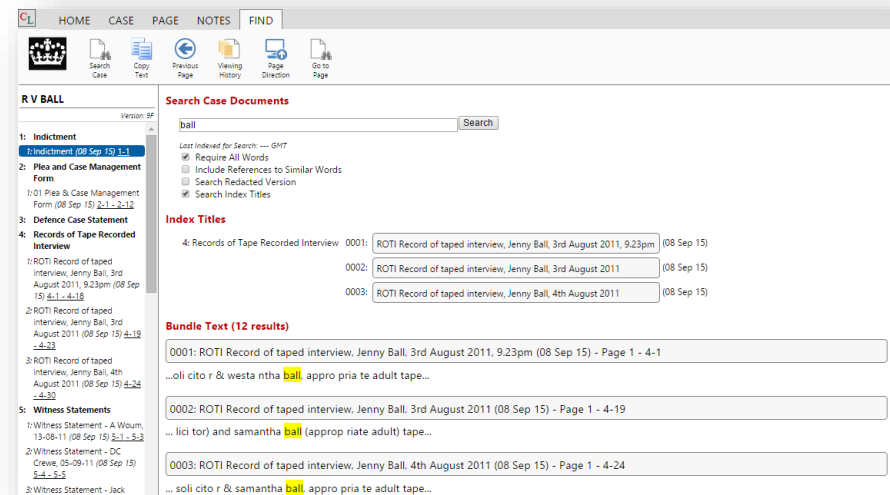 CL HOME CASE PAGE NOTES FIND
Search Case
Copy Text
Previous Page
Viewing History
Page Direction
Go to Page
R V BALL
Version: 9F
1: Indictment
1: Indictment (08 Sep 15) 1-1
2: Plea and Case Management
Form
1: 01 Plea & Case Management
Form (08 Sep 15) 2-1 - 2-12
3: Defence Case Statement
4: Records of Tape Recorded
Interview
1: ROTI Record of taped
interview, Jenny Ball, 3rd
August 2011, 9.23pm (08 Sep
15) 4-1 - 4-18
2: ROTI Record of taped
interview, Jenny Ball, 3rd
August 2011 (08 Sep 15) 4-19
- 4-23
3: ROTI Record of taped
interview, Jenny Ball, 4th
August 2011 (08 Sep 15) 4-24
- 4-30
5: Witness Statements
1: Witness Statement - A Woum,
13-08-11 (08 Sep 15) 5-1 - 5-3
2: Witness Statement - DC
Crewe, 05-09-11 (08 Sep 15)
5-4 - 5-5
3: Witness Statement - Jack
Search Case Documents
ball Search
Last Indexed for Search: --- GMT
Require All Words
Include References to Similar Words
Search Redacted Version
Search Index Titles
Index Titles
4: Records of Tape Recorded Interview 0001: ROTI Record of taped interview, Jenny Ball, 3rd August 2011, 9.23pm (08 Sep 15)
0002: ROTI Record of taped interview, Jenny Ball, 3rd August 2011 (08 Sep 15)
0003: ROTI Record of taped interview, Jenny Ball, 4th August 2011 (08 Sep 15)
Bundle Text (12 results)
0001: ROTI Record of taped interview, Jenny Ball, 3rd August 2011, 9.23pm (08 Sep 15) - Page 1 - 4-1
...oli cito r & westa ntha ball, appro pria te adult tape...
0002: ROTI Record of taped interview, Jenny Ball, 3rd August 2011 (08 Sep 15) - Page 1 - 4-19
... lici tor) and samantha ball (approp riate adult) tape...
0003: ROTI Record of taped interview, Jenny Ball, 4th August 2011 (08 Sep 15) - Page 1 - 4-24
... soli cito r & samantha ball, appro pria te adult tape...